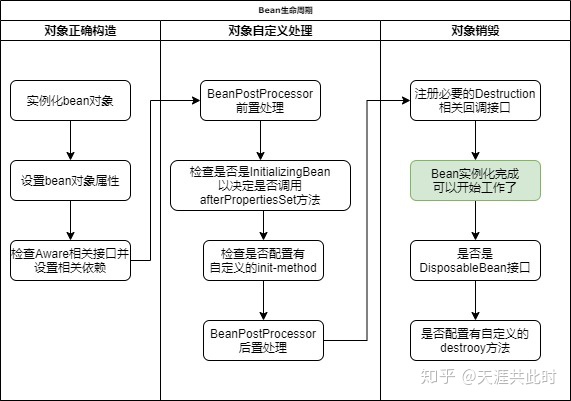 Bean生命周期
对象正确构造
对象自定义处理
对象销毁
实例化bean对象
设置bean对象属性
检查Aware相关接口并
设置相关依赖
BeanPostProcessor
前置处理
检查是否是InitializingBean
以决定是否调用
afterPropertiesSet方法
检查是否配置有
自定义的init-method
BeanPostProcessor
后置处理
注册必要的Destruction
相关回调接口
Bean实例化完成
可以开始工作了
是否是
DisposableBean接口
是否配置有自定义的
destrooy方法
知乎 @天涯共此时